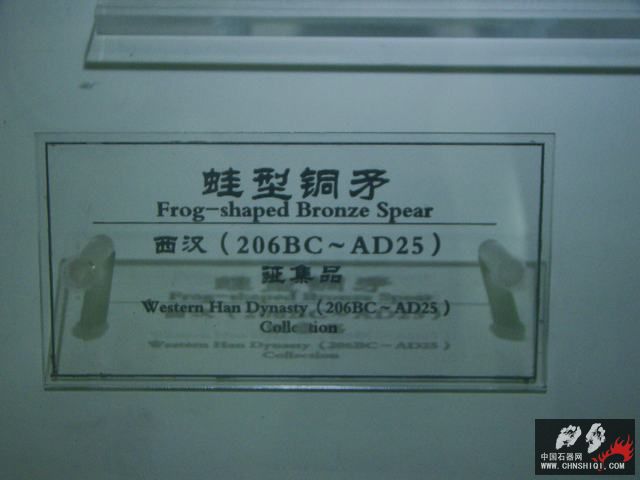 蛙型铜矛
Frog-shaped Bronze Spear
西汉（206BC～AD25）
征集品
Western Han Dynasty（206BC～AD25）
Collection
中国石器网
WWW.CHNSHIQI.COM